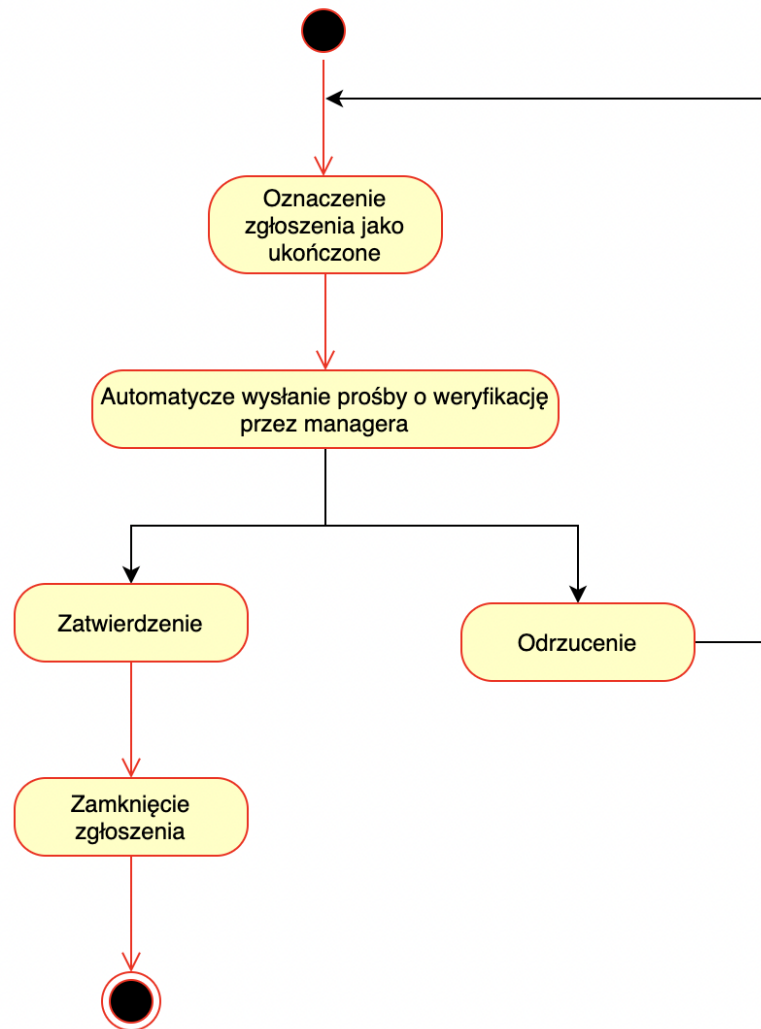 Oznaczenie
zgłoszenia jako
ukończone
Automatycze wysłanie prośby o weryfikację
przez managera
Zatwierdzenie
Odrzucenie
Zamknięcie
zgłoszenia